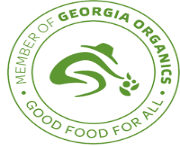 MEMBER OF GEORGIA ORGANICS
• GOOD FOOD FOR ALL •